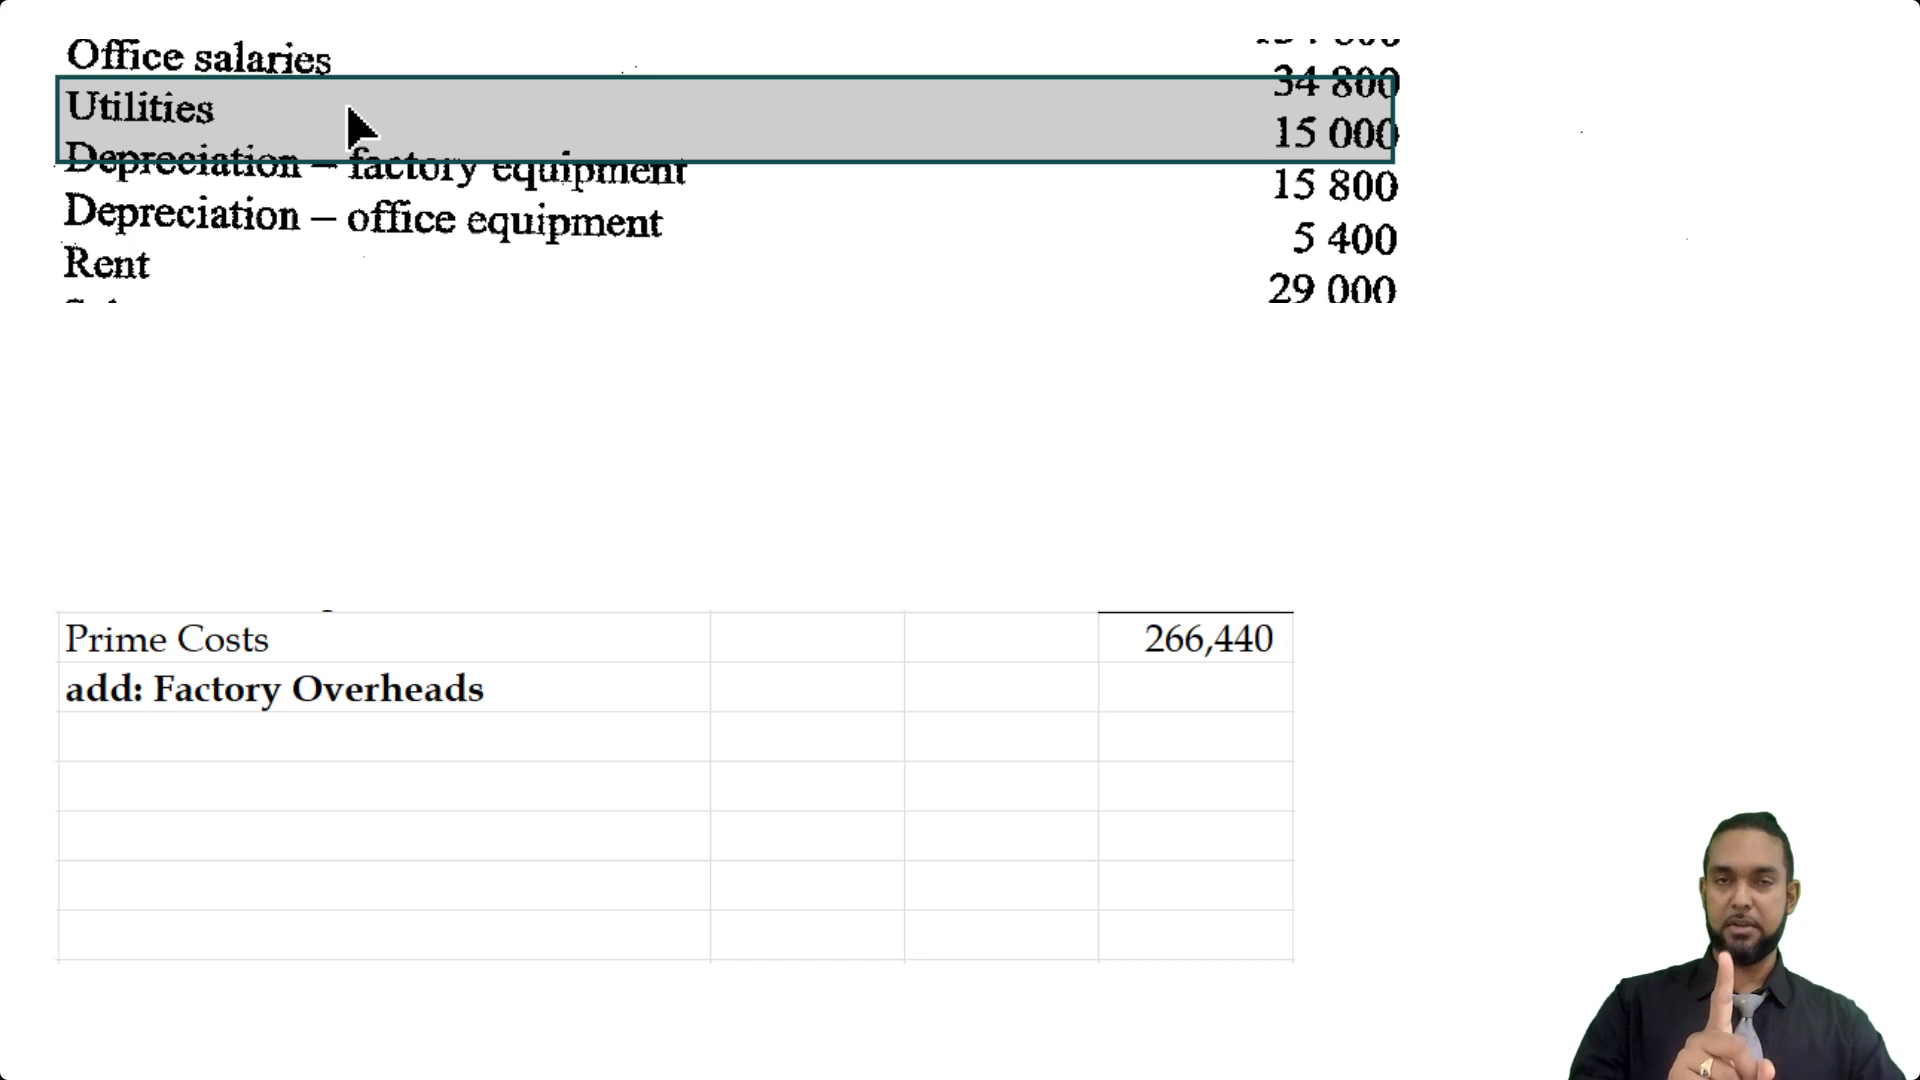 Office salaries 34 800
Utilities 15 000
Depreciation – factory equipment 15 800
Depreciation – office equipment 5 400
Rent 29 000
Prime Costs 266,440
add: Factory Overheads